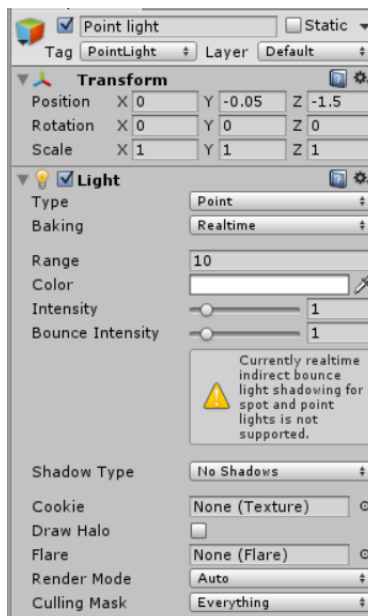 Point light Static
Tag PointLight Layer Default
Transform
Position X 0 Y -0.05 Z -1.5
Rotation X 0 Y 0 Z 0
Scale X 1 Y 1 Z 1
Light
Type Point
Baking Realtime
Range 10
Color
Intensity 1
Bounce Intensity 1
Currently realtime
indirect bounce
light shadowing for
spot and point
lights is not
supported.
Shadow Type No Shadows
Cookie None (Texture)
Draw Halo
Flare None (Flare)
Render Mode Auto
Culling Mask Everything